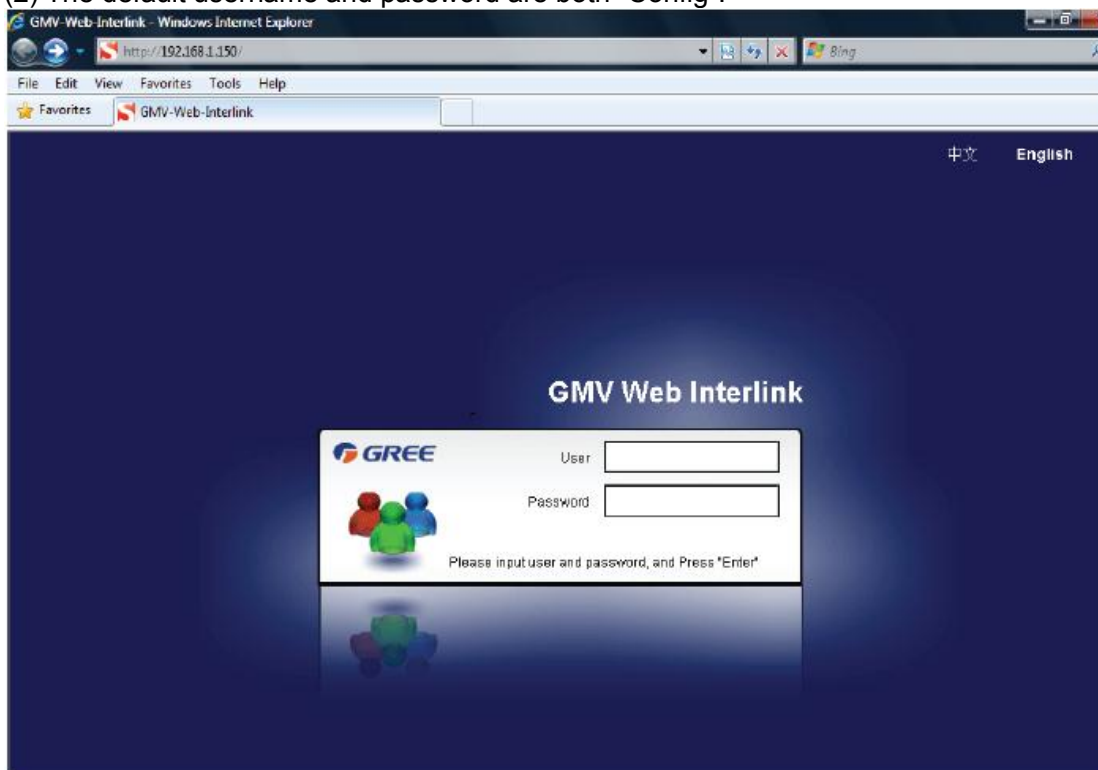 (2) The default username and password are both "Config".
GMV-Web-Interlink - Windows Internet Explorer
http://192.168.1.150/
Bing
File Edit View Favorites Tools Help
Favorites GMV-Web-Interlink
中文 English
GMV Web Interlink
GREE
User
Password
Please input user and password, and Press "Enter"